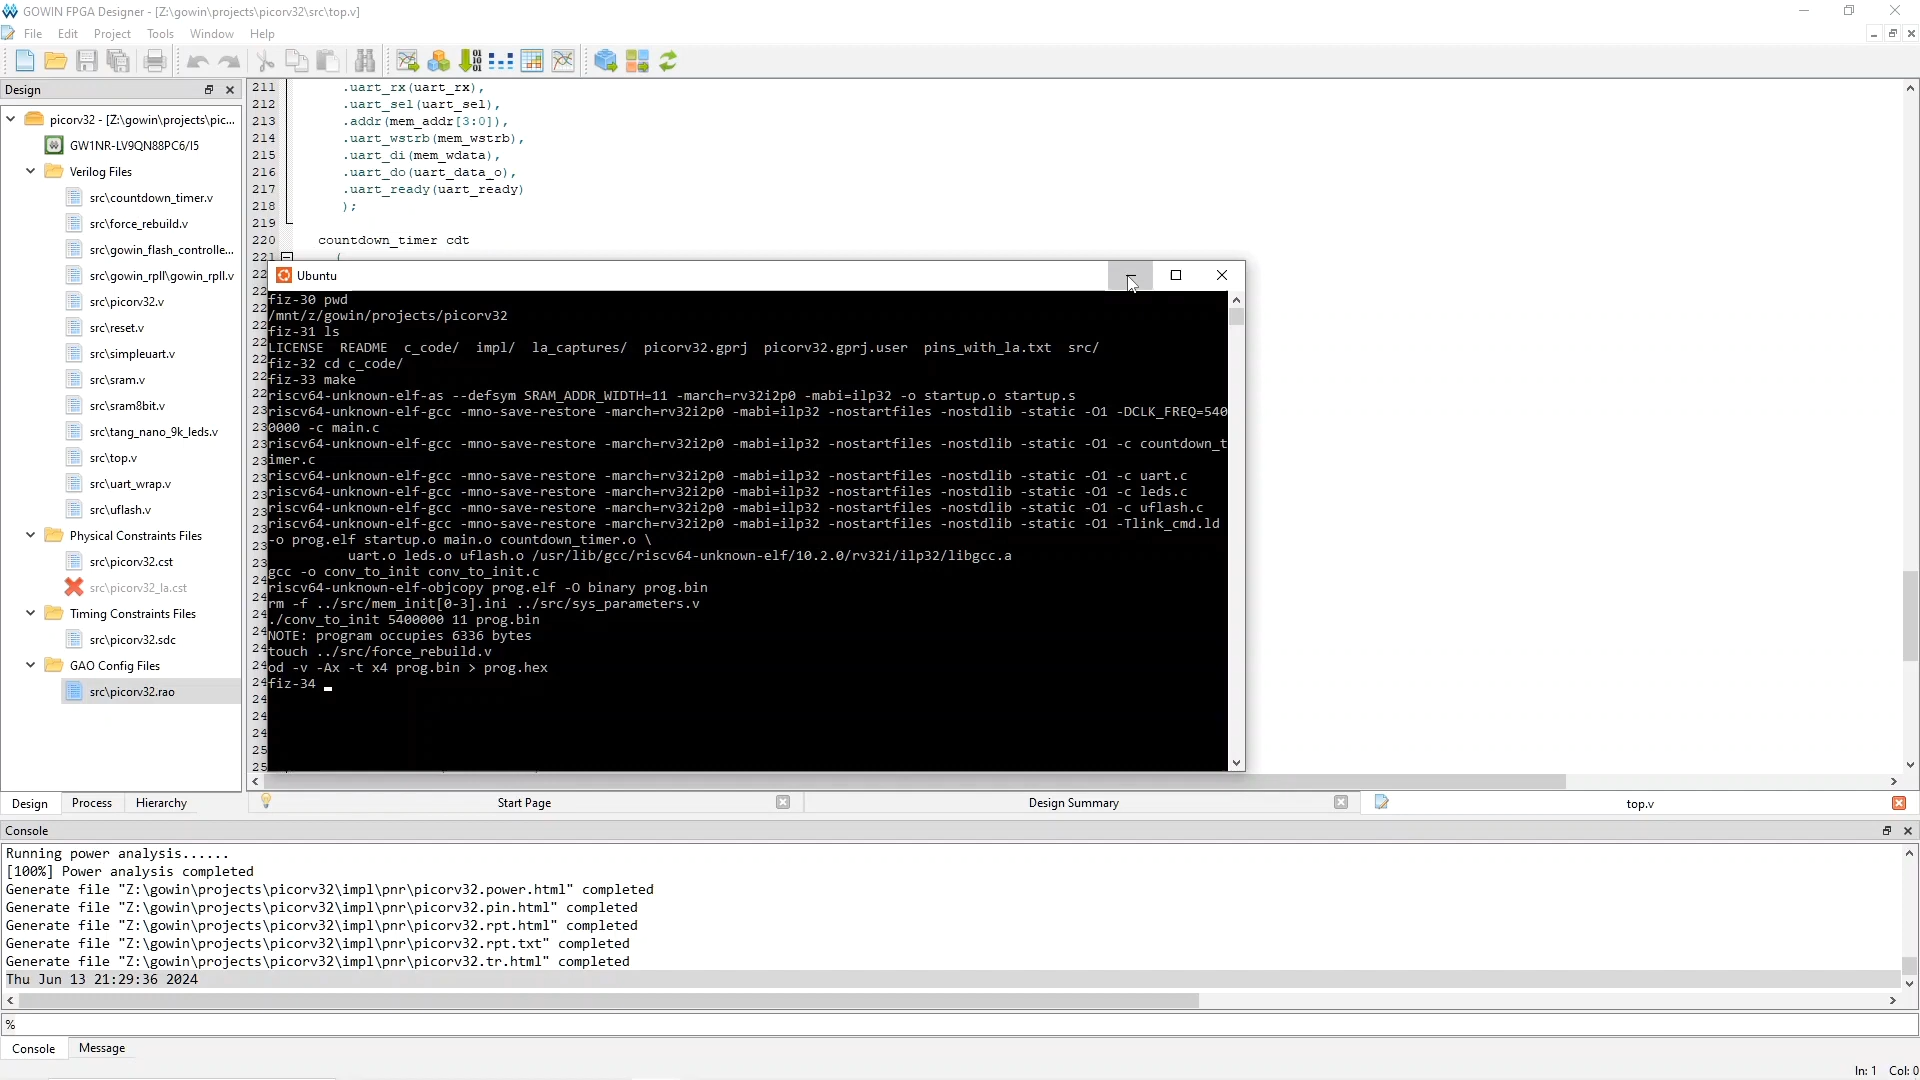 GOWIN FPGA Designer - [Z:\gowin\projects\picorv32\src\top.v]
File Edit Project Tools Window Help
Design
picorv32 - [Z:\gowin\projects\pic...
GW1NR-LV9QN88PC6/I5
Verilog Files
src\countdown_timer.v
src\force_rebuild.v
src\gowin_flash_controlle...
src\gowin_rpll\gowin_rpll.v
src\picorv32.v
src\reset.v
src\simpleuart.v
src\sram.v
src\sram8bit.v
src\tang_nano_9k_leds.v
src\top.v
src\uart_wrap.v
src\uflash.v
Physical Constraints Files
src\picorv32.cst
src\picorv32_la.cst
Timing Constraints Files
src\picorv32.sdc
GAO Config Files
src\picorv32.rao
Design Process Hierarchy
211 .uart_rx(uart_rx),
212 .uart_sel(uart_sel),
213 .addr(mem_addr[3:0]),
214 .uart_wstrb(mem_wstrb),
215 .uart_di(mem_wdata),
216 .uart_do(uart_data_o),
217 .uart_ready(uart_ready)
218 );
219
220 countdown_timer cdt
221 (
Ubuntu
fiz-30 pwd
/mnt/z/gowin/projects/picorv32
fiz-31 ls
LICENSE README c_code/ impl/ la_captures/ picorv32.gprj picorv32.gprj.user pins_with_la.txt src/
fiz-32 cd c_code/
fiz-33 make
riscv64-unknown-elf-as --defsym SRAM_ADDR_WIDTH=11 -march=rv32i2p0 -mabi=ilp32 -o startup.o startup.s
riscv64-unknown-elf-gcc -mno-save-restore -march=rv32i2p0 -mabi=ilp32 -nostartfiles -nostdlib -static -O1 -DCLK_FREQ=540
0000 -c main.c
riscv64-unknown-elf-gcc -mno-save-restore -march=rv32i2p0 -mabi=ilp32 -nostartfiles -nostdlib -static -O1 -c countdown_t
imer.c
riscv64-unknown-elf-gcc -mno-save-restore -march=rv32i2p0 -mabi=ilp32 -nostartfiles -nostdlib -static -O1 -c uart.c
riscv64-unknown-elf-gcc -mno-save-restore -march=rv32i2p0 -mabi=ilp32 -nostartfiles -nostdlib -static -O1 -c leds.c
riscv64-unknown-elf-gcc -mno-save-restore -march=rv32i2p0 -mabi=ilp32 -nostartfiles -nostdlib -static -O1 -c uflash.c
riscv64-unknown-elf-gcc -mno-save-restore -march=rv32i2p0 -mabi=ilp32 -nostartfiles -nostdlib -static -O1 -Tlink_cmd.ld
-o prog.elf startup.o main.o countdown_timer.o \
uart.o leds.o uflash.o /usr/lib/gcc/riscv64-unknown-elf/10.2.0/rv32i/ilp32/libgcc.a
gcc -o conv_to_init conv_to_init.c
riscv64-unknown-elf-objcopy prog.elf -O binary prog.bin
rm -f ../src/mem_init[0-3].ini ../src/sys_parameters.v
./conv_to_init 5400000 11 prog.bin
NOTE: program occupies 6336 bytes
touch ../src/force_rebuild.v
od -v -Ax -t x4 prog.bin > prog.hex
fiz-34
Start Page Design Summary top.v
Console
Running power analysis......
[100%] Power analysis completed
Generate file "Z:\gowin\projects\picorv32\impl\pnr\picorv32.power.html" completed
Generate file "Z:\gowin\projects\picorv32\impl\pnr\picorv32.pin.html" completed
Generate file "Z:\gowin\projects\picorv32\impl\pnr\picorv32.rpt.html" completed
Generate file "Z:\gowin\projects\picorv32\impl\pnr\picorv32.rpt.txt" completed
Generate file "Z:\gowin\projects\picorv32\impl\pnr\picorv32.tr.html" completed
Thu Jun 13 21:29:36 2024
%
Console Message
In: 1 Col: 0